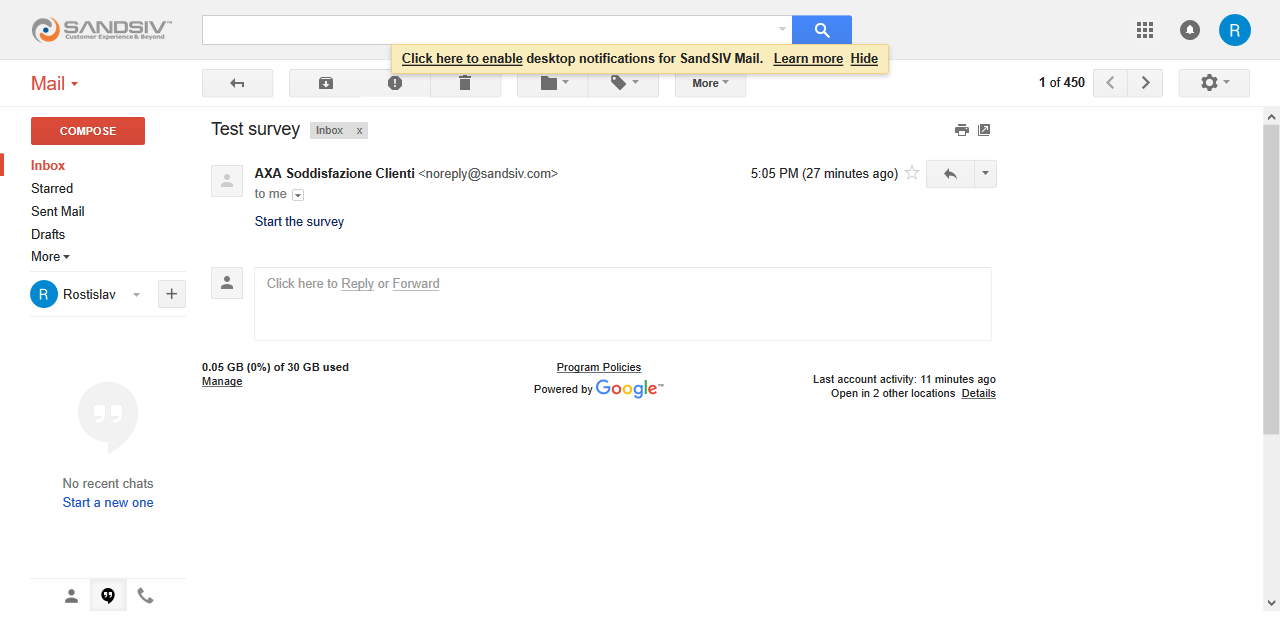 SANDSIV™
Customer Experience & Beyond
R
Click here to enable desktop notifications for SandSIV Mail. Learn more Hide
Mail
More
1 of 450
COMPOSE
Test survey Inbox x
Inbox
AXA Soddisfazione Clienti <noreply@sandsiv.com>
5:05 PM (27 minutes ago)
Starred
to me
Sent Mail
Start the survey
Drafts
More
R Rostislav
Click here to Reply or Forward
0.05 GB (0%) of 30 GB used
Manage
Program Policies
Powered by Google™
Last account activity: 11 minutes ago
Open in 2 other locations Details
No recent chats
Start a new one